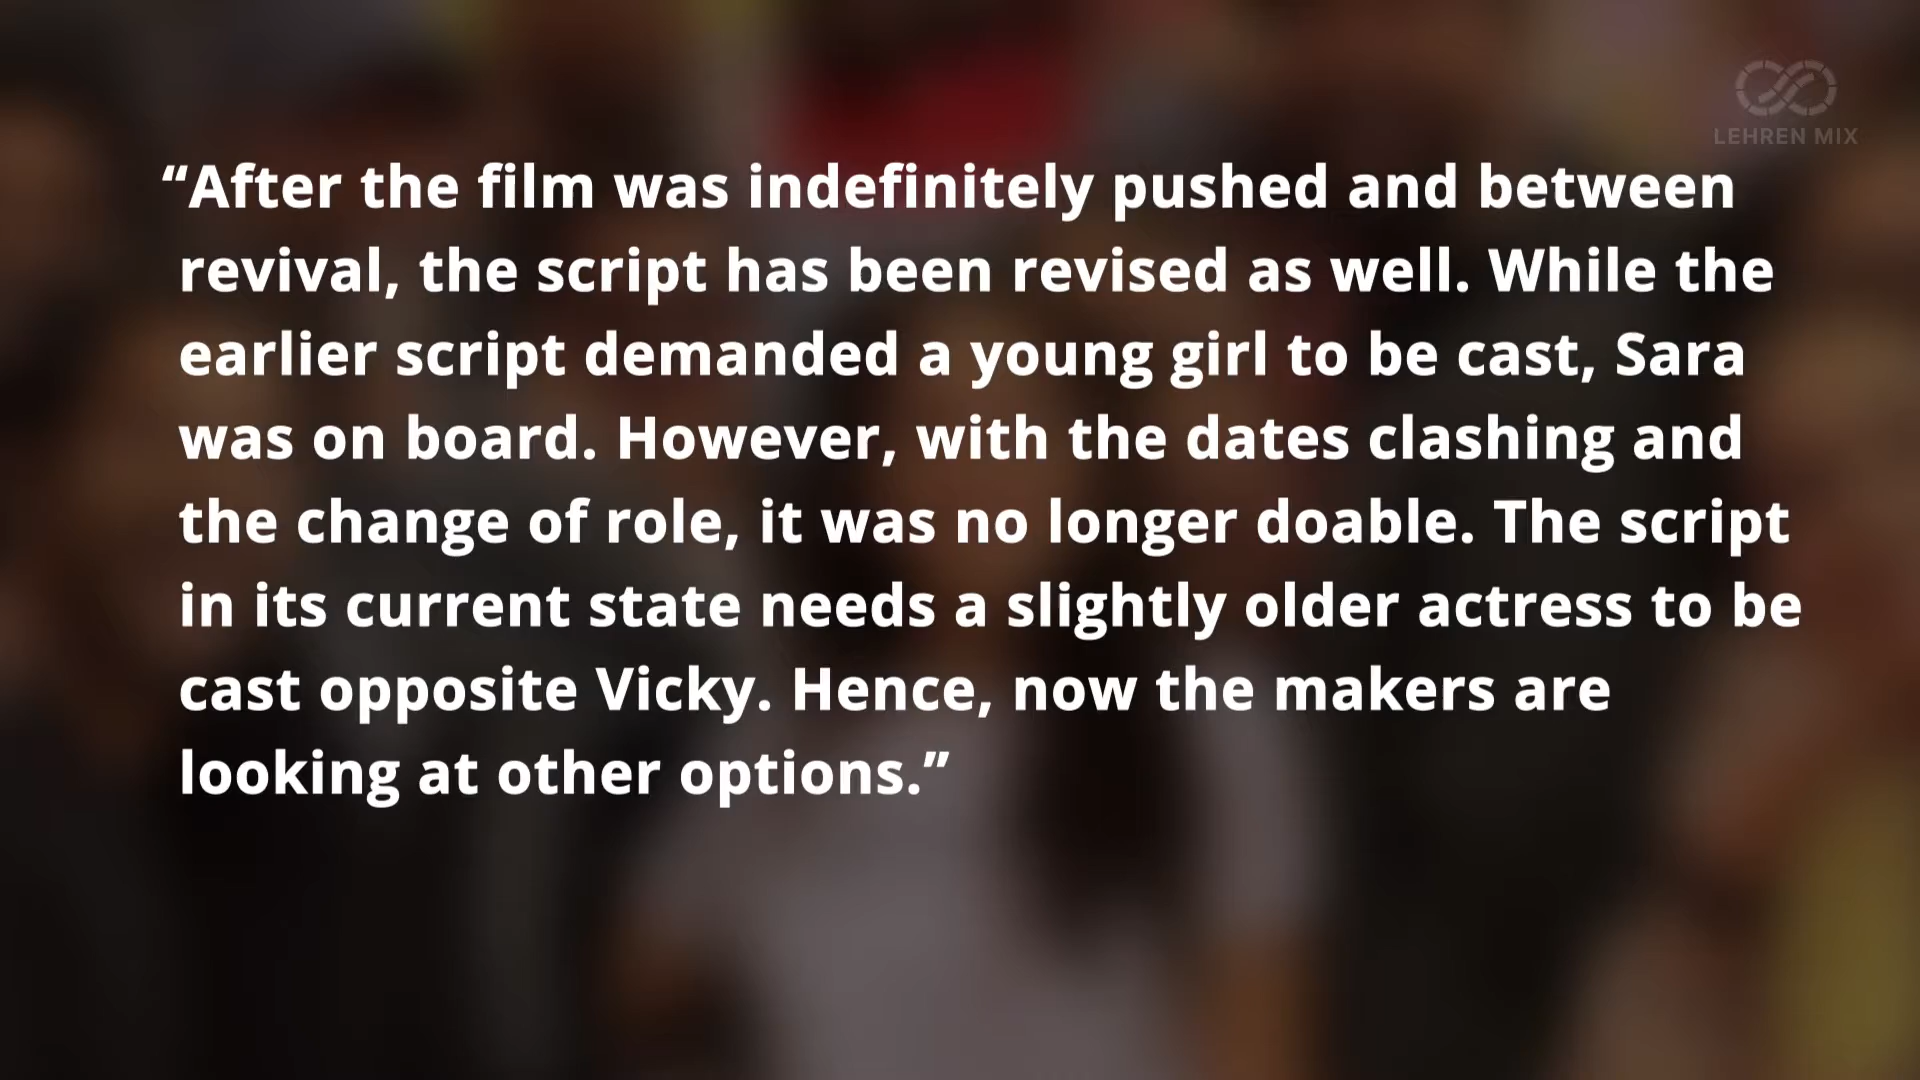 LEHREN MIX
“After the film was indefinitely pushed and between
revival, the script has been revised as well. While the
earlier script demanded a young girl to be cast, Sara
was on board. However, with the dates clashing and
the change of role, it was no longer doable. The script
in its current state needs a slightly older actress to be
cast opposite Vicky. Hence, now the makers are
looking at other options.”